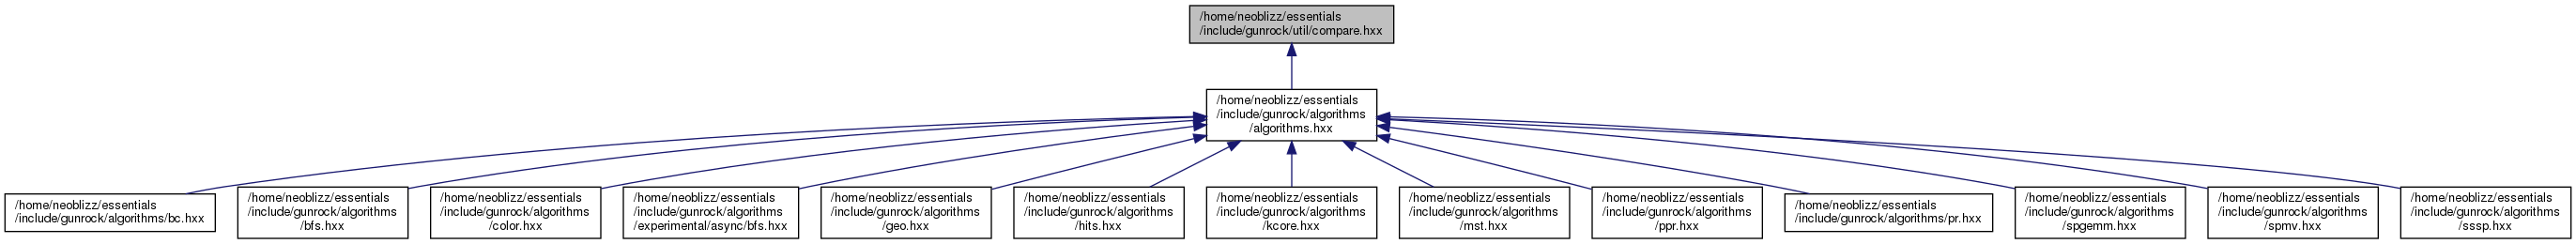 /home/neoblizz/essentials
/include/gunrock/util/compare.hxx
/home/neoblizz/essentials
/include/gunrock/algorithms
/algorithms.hxx
/home/neoblizz/essentials
/include/gunrock/algorithms/bc.hxx
/home/neoblizz/essentials
/include/gunrock/algorithms
/bfs.hxx
/home/neoblizz/essentials
/include/gunrock/algorithms
/color.hxx
/home/neoblizz/essentials
/include/gunrock/algorithms
/experimental/async/bfs.hxx
/home/neoblizz/essentials
/include/gunrock/algorithms
/geo.hxx
/home/neoblizz/essentials
/include/gunrock/algorithms
/hits.hxx
/home/neoblizz/essentials
/include/gunrock/algorithms
/kcore.hxx
/home/neoblizz/essentials
/include/gunrock/algorithms
/mst.hxx
/home/neoblizz/essentials
/include/gunrock/algorithms
/ppr.hxx
/home/neoblizz/essentials
/include/gunrock/algorithms/pr.hxx
/home/neoblizz/essentials
/include/gunrock/algorithms
/spgemm.hxx
/home/neoblizz/essentials
/include/gunrock/algorithms
/spmv.hxx
/home/neoblizz/essentials
/include/gunrock/algorithms
/sssp.hxx